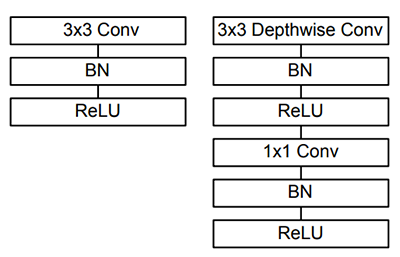 3x3 Conv
BN
ReLU
3x3 Depthwise Conv
BN
ReLU
1x1 Conv
BN
ReLU